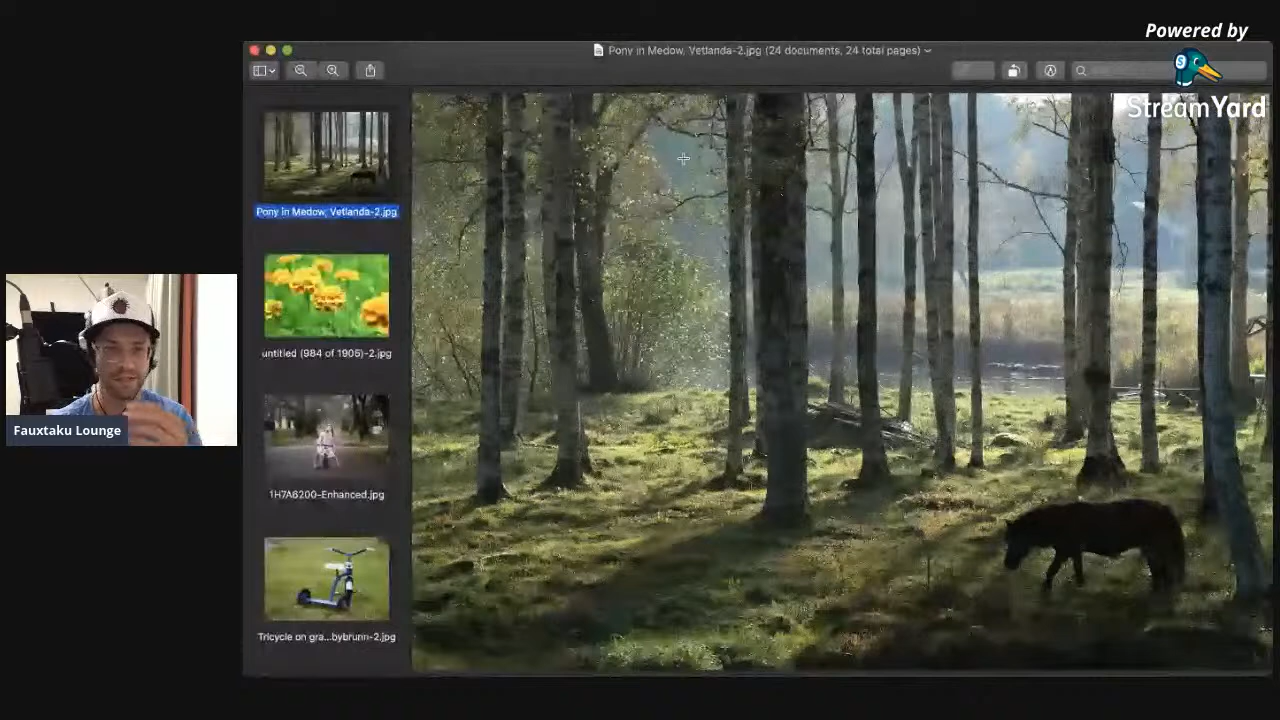 Powered by
StreamYard
Pony in Medow, Vetlanda-2.jpg (24 documents, 24 total pages)
Pony in Medow, Vetlanda-2.jpg
untitled (984 of 1905)-2.jpg
1H7A6200-Enhanced.jpg
Tricycle on gra...bybrunn-2.jpg
Fauxtaku Lounge